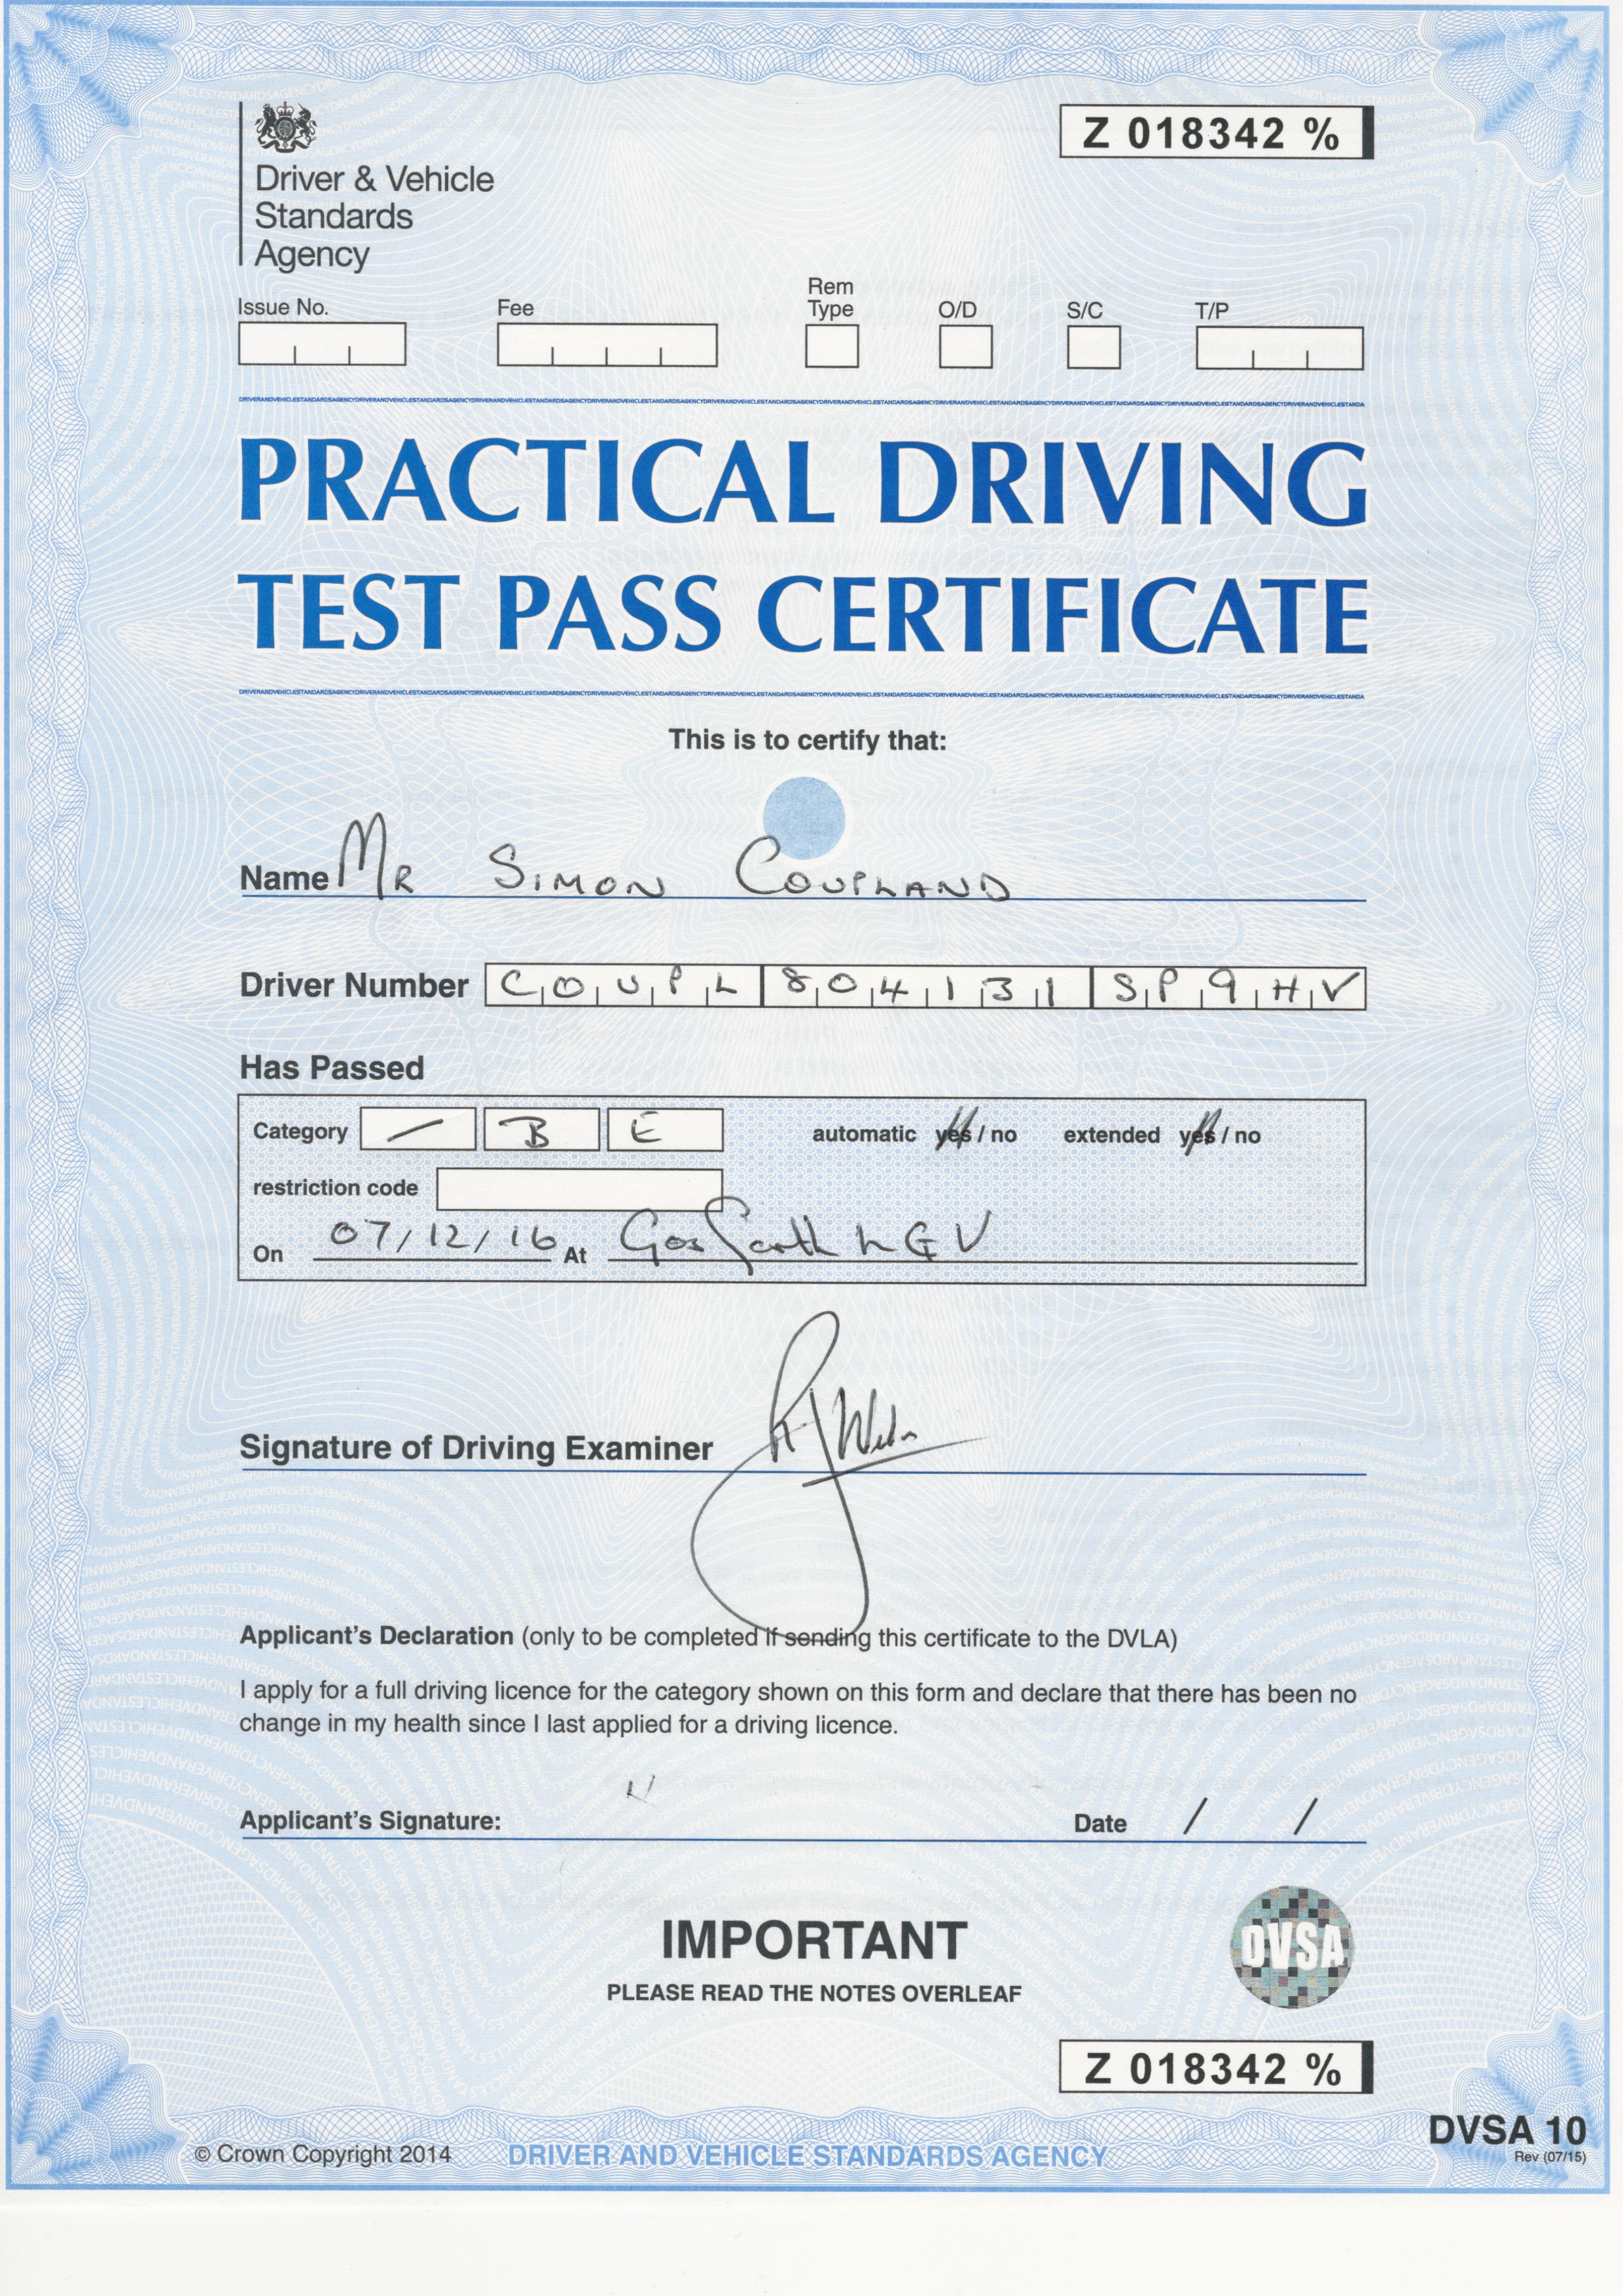 Z 018342 %
Driver & Vehicle
Standards
Agency
Issue No.
Fee
Rem
Type
O/D
S/C
T/P
PRACTICAL DRIVING
TEST PASS CERTIFICATE
This is to certify that:
Name MR SIMON COUPLAND
Driver Number COUPL 804131 SP9HV
Has Passed
Category / B E automatic yes / no extended yes / no
restriction code
On 07/12/16 At Gosforth LGV
Signature of Driving Examiner
Applicant's Declaration (only to be completed if sending this certificate to the DVLA)
I apply for a full driving licence for the category shown on this form and declare that there has been no
change in my health since I last applied for a driving licence.
Applicant's Signature: Date / /
IMPORTANT
PLEASE READ THE NOTES OVERLEAF
DVSA
Z 018342 %
DVSA 10
Rev (07/15)
© Crown Copyright 2014 DRIVER AND VEHICLE STANDARDS AGENCY